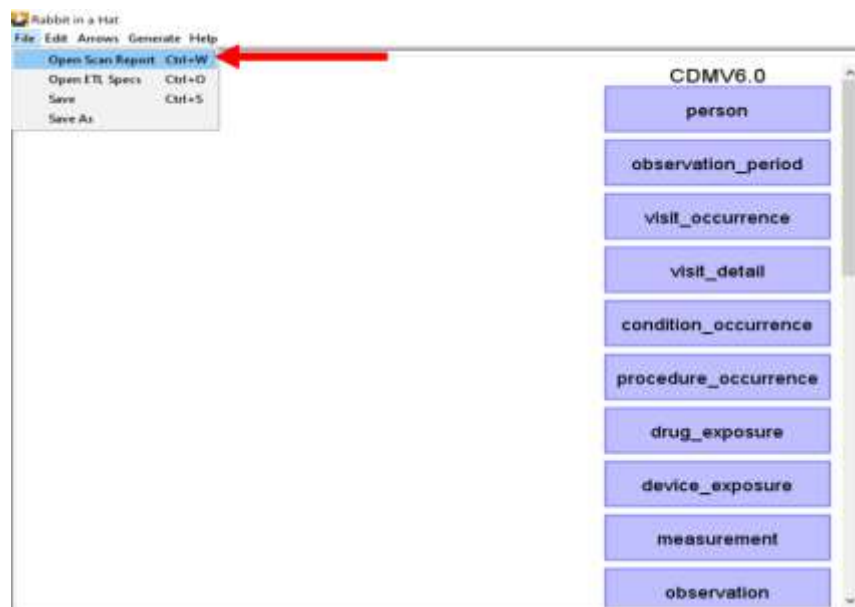 Rabbit in a Hat
File Edit Arrows Generate Help
Open Scan Report Ctrl+W
Open ETL Specs Ctrl+O
Save Ctrl+S
Save As
CDMV6.0
person
observation_period
visit_occurrence
visit_detail
condition_occurrence
procedure_occurrence
drug_exposure
device_exposure
measurement
observation